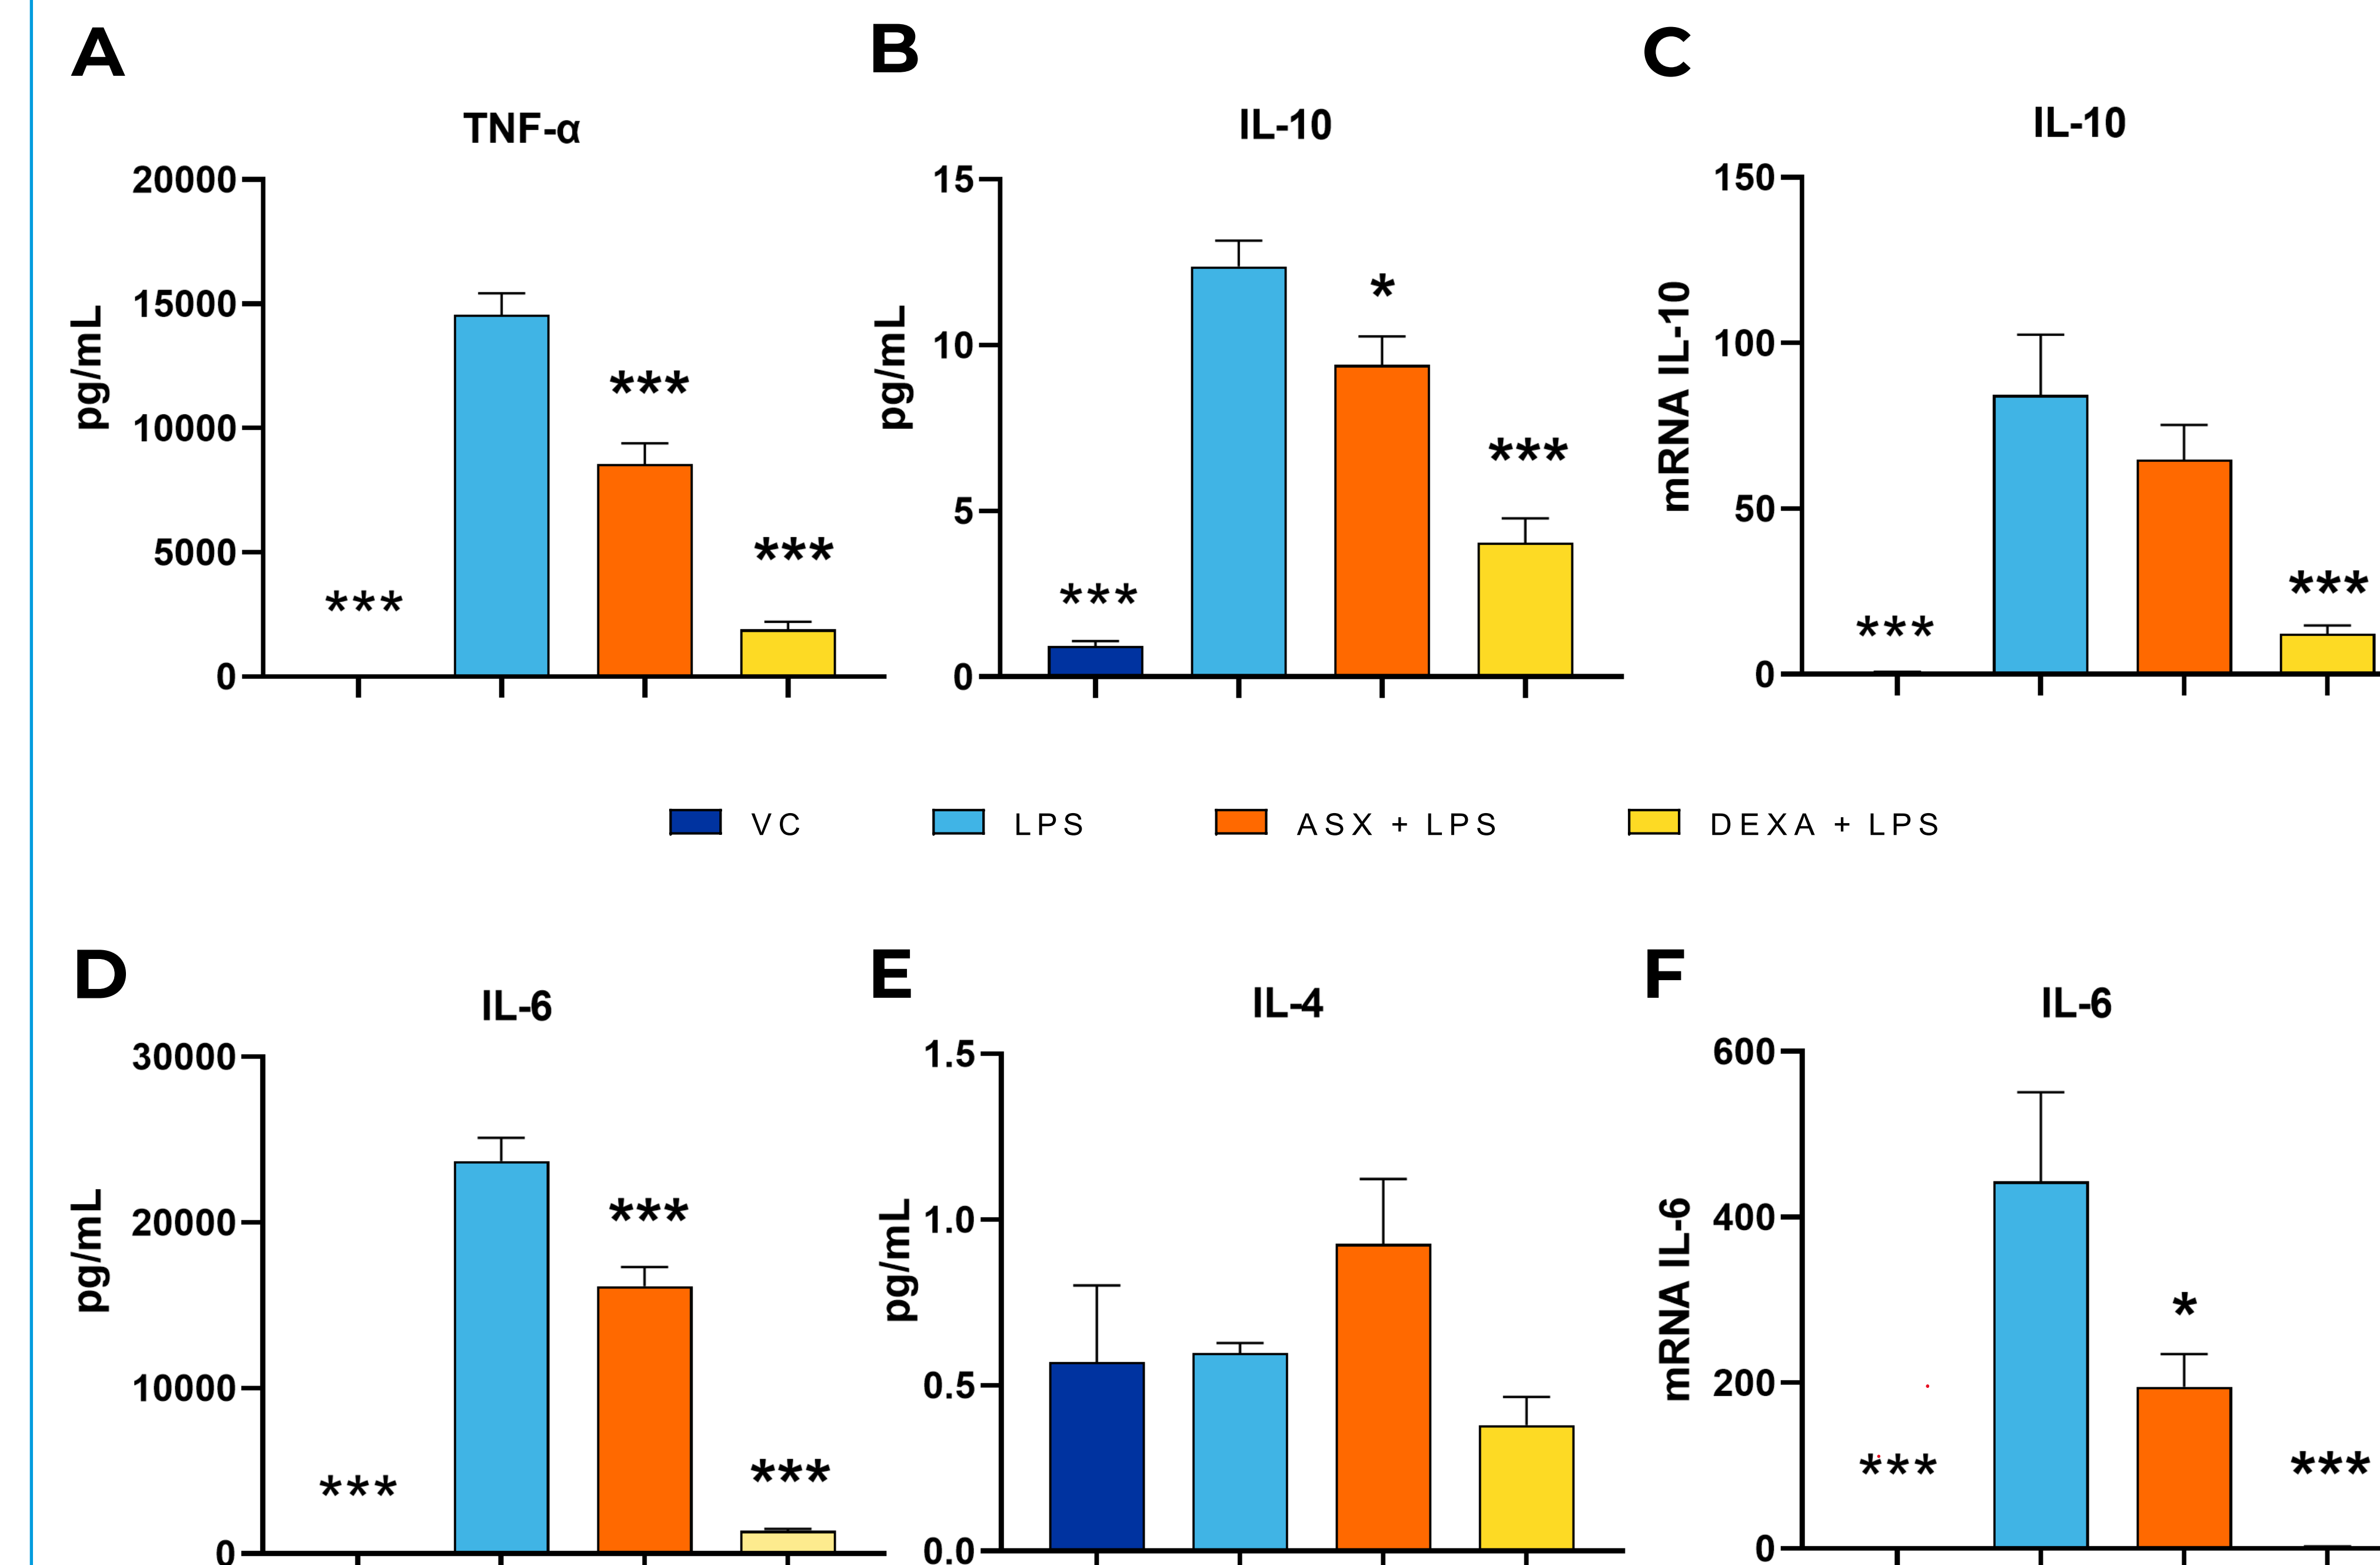 A
B
C
TNF-α
IL-10
IL-10
20000
15000
10000
5000
0
pg/mL
***
***
***
15
10
5
0
pg/mL
***
*
***
150
100
50
0
mRNA IL-10
***
***
VC LPS ASX + LPS DEXA + LPS
D
E
F
IL-6
IL-4
IL-6
30000
20000
10000
0
pg/mL
***
***
***
1.5
1.0
0.5
0.0
pg/mL
600
400
200
0
mRNA IL-6
***
*
***